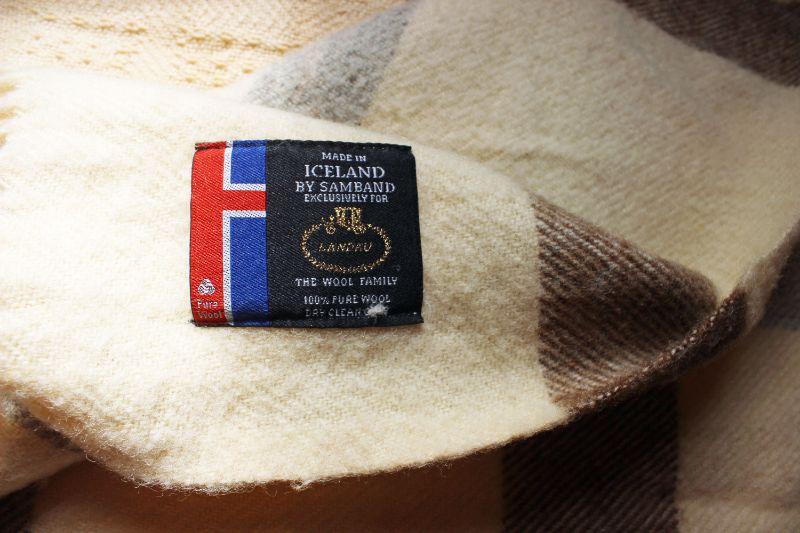 MADE IN
ICELAND
BY SAMBAND
EXCLUSIVELY FOR
LANDAU
THE WOOL FAMILY
100% PURE WOOL
DRY CLEAN
Pure
Wool